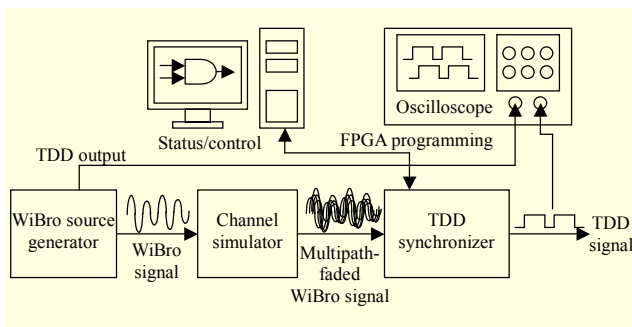 Oscilloscope
Status/control
FPGA programming
TDD output
WiBro source
generator
WiBro
signal
Channel
simulator
Multipath-
faded
WiBro signal
TDD
synchronizer
TDD
signal